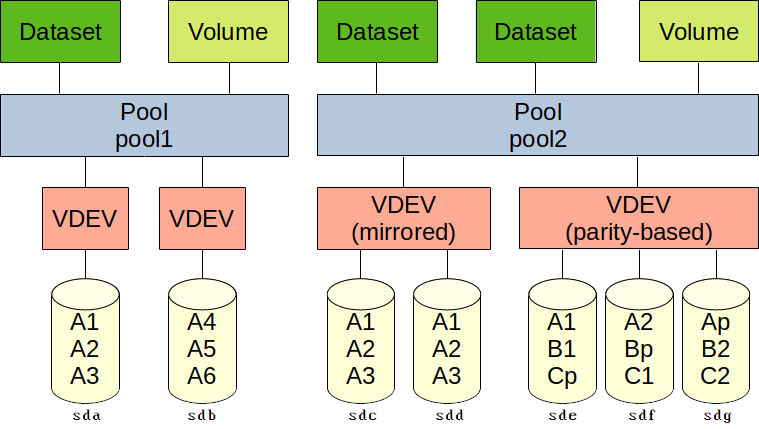 Dataset
Volume
Dataset
Dataset
Volume
Pool
pool1
Pool
pool2
VDEV
VDEV
VDEV
(mirrored)
VDEV
(parity-based)
A1
A2
A3
A4
A5
A6
A1
A2
A3
A1
A2
A3
A1
B1
Cp
A2
Bp
C1
Ap
B2
C2
sda
sdb
sdc
sdd
sde
sdf
sdg